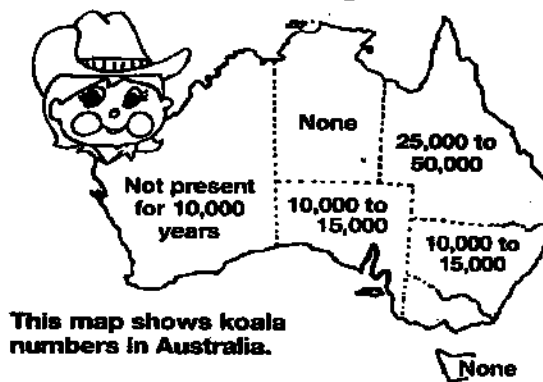 None
25,000 to
50,000
Not present
for 10,000
years
10,000 to
15,000
10,000 to
15,000
This map shows koala
numbers in Australia.
None